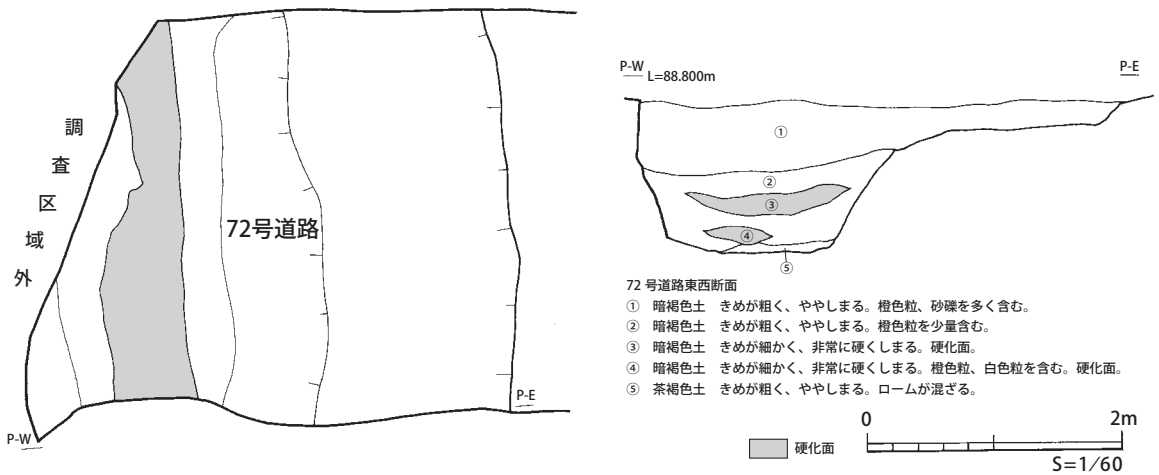 調査区域外
72号道路
P-W
P-E
P-W
L=88.800m
P-E
①
②
③
④
⑤
72 号道路東西断面
① 暗褐色土 きめが粗く、ややしまる。橙色粒、砂礫を多く含む。
② 暗褐色土 きめが粗く、ややしまる。橙色粒を少量含む。
③ 暗褐色土 きめが細かく、非常に硬くしまる。硬化面。
④ 暗褐色土 きめが細かく、非常に硬くしまる。橙色粒、白色粒を含む。硬化面。
⑤ 茶褐色土 きめが粗く、ややしまる。ロームが混ざる。
硬化面
0 2m
S=1/60